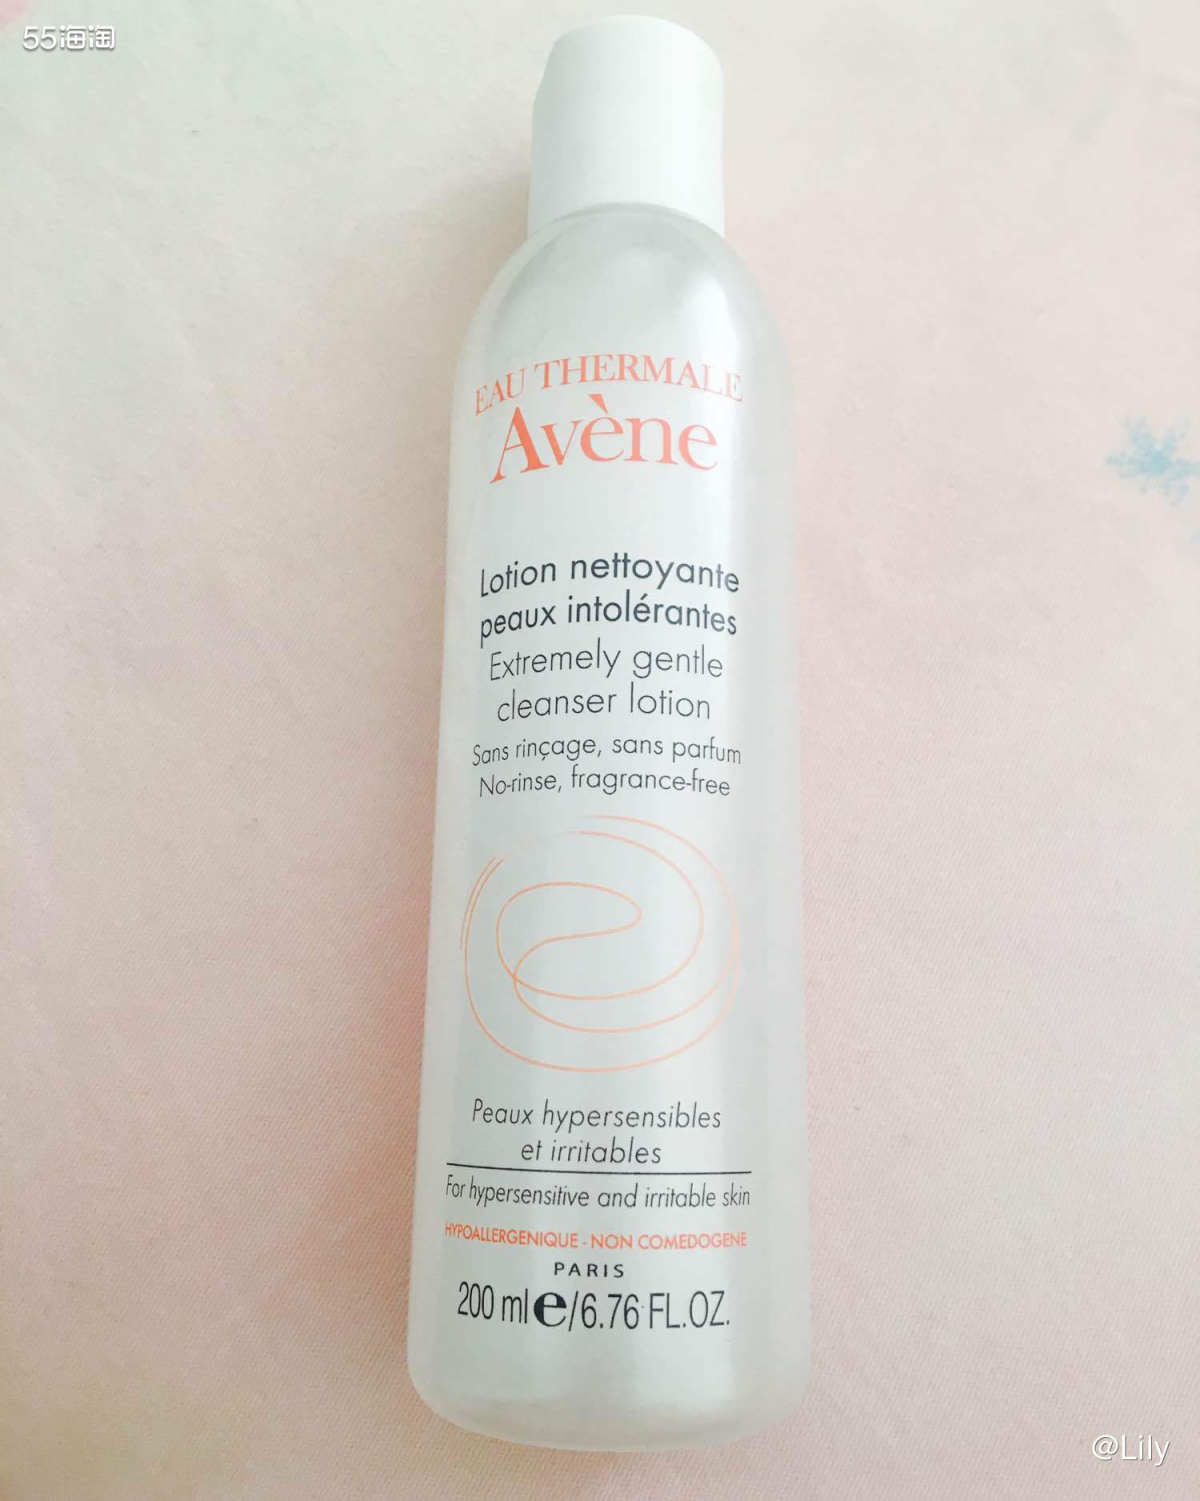 55海淘
EAU THERMALE
Avène
Lotion nettoyante
peaux intolérantes
Extremely gentle
cleanser lotion
Sans rinçage, sans parfum
No-rinse, fragrance-free
Peaux hypersensibles
et irritables
For hypersensitive and irritable skin
HYPOALLERGENIQUE - NON COMEDOGENE
PARIS
200 ml e/6.76 FL.OZ.
@Lily